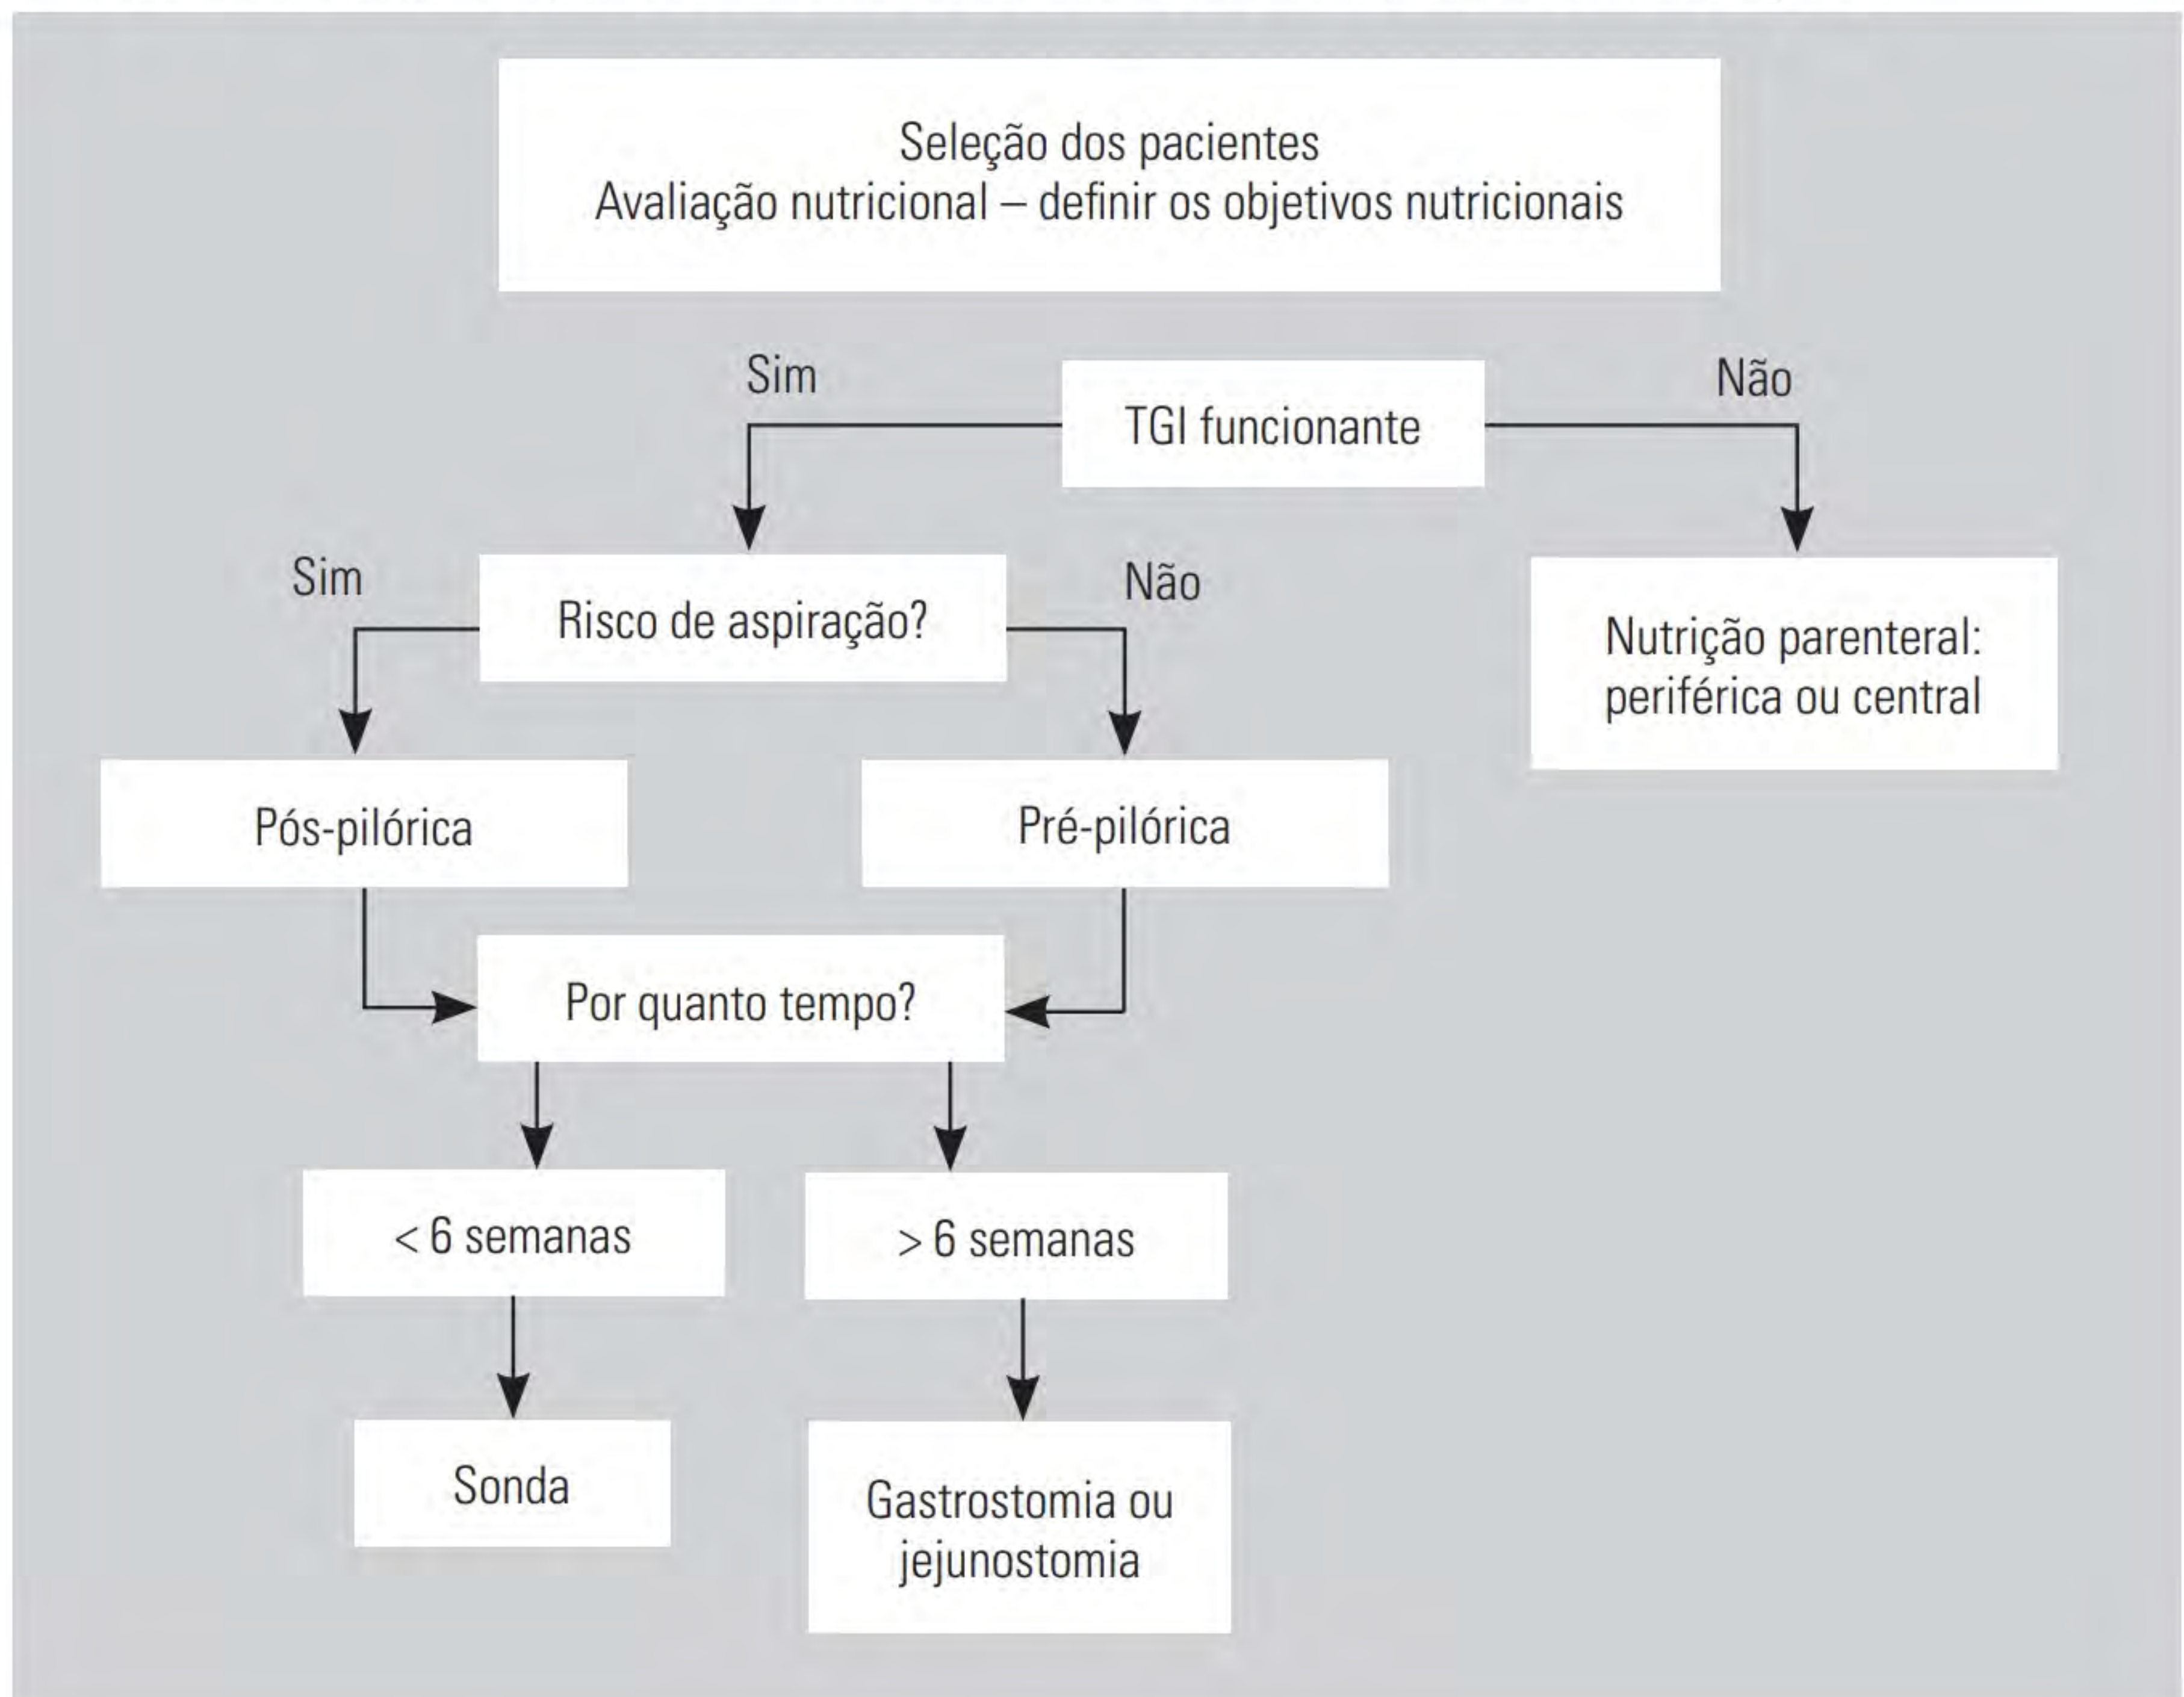 Seleção dos pacientes
Avaliação nutricional – definir os objetivos nutricionais
Sim
TGI funcionante
Não
Sim
Risco de aspiração?
Não
Nutrição parenteral:
periférica ou central
Pós-pilórica
Pré-pilórica
Por quanto tempo?
< 6 semanas
> 6 semanas
Sonda
Gastrostomia ou
jejunostomia